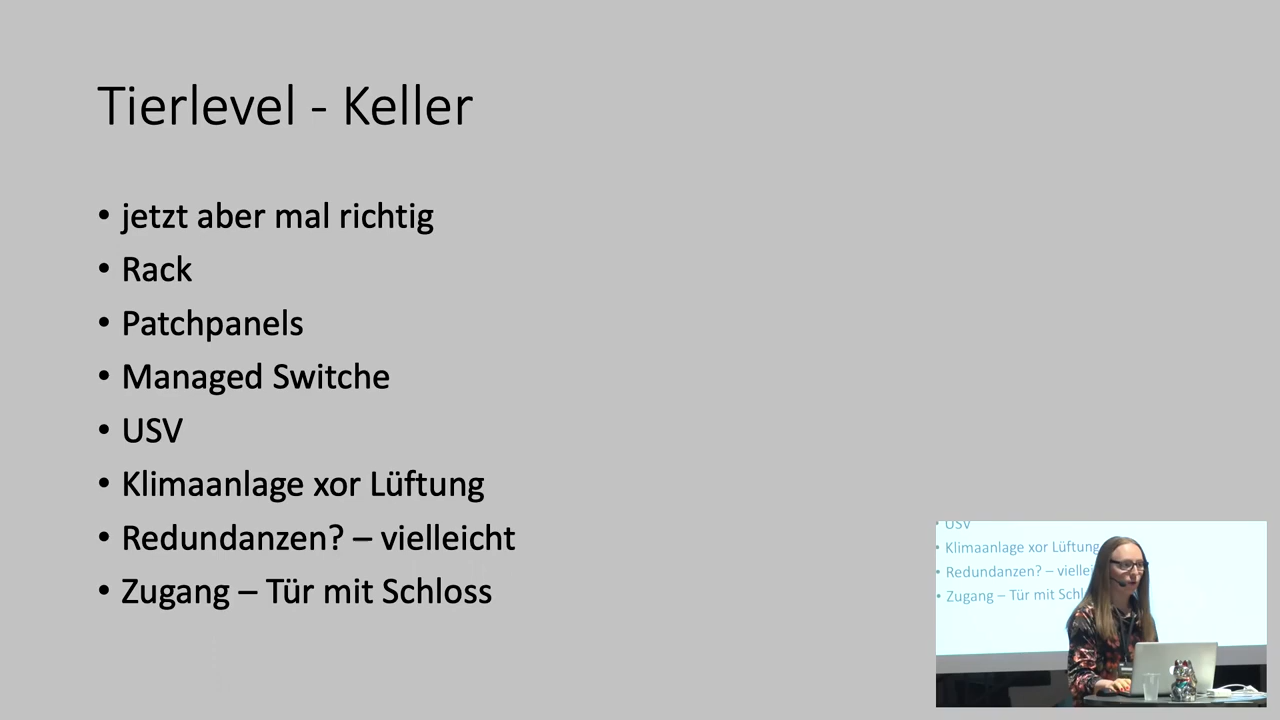 Tierlevel - Keller
• jetzt aber mal richtig
• Rack
• Patchpanels
• Managed Switche
• USV
• Klimaanlage xor Lüftung
• Redundanzen? – vielleicht
• Zugang – Tür mit Schloss
• USV
• Klimaanlage xor Lüftung
• Redundanzen? – viellei
• Zugang – Tür mit Schl